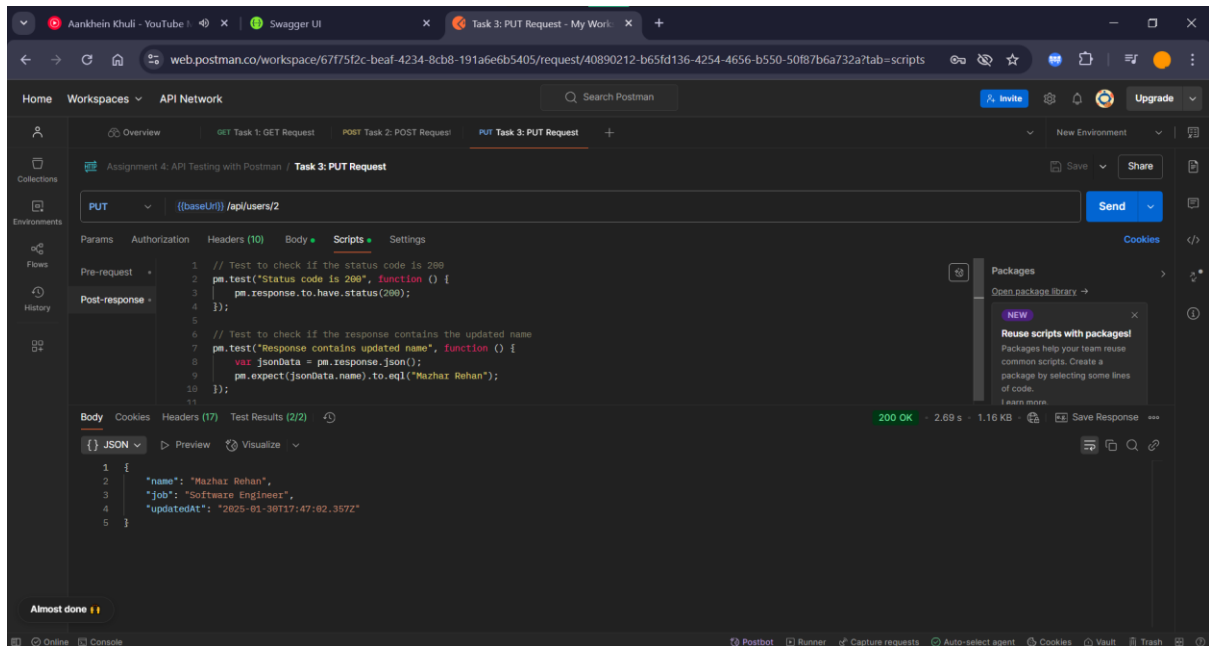 Aankhein Khuli - YouTube M
Swagger UI
Task 3: PUT Request - My Work
web.postman.co/workspace/67f75f2c-beaf-4234-8cb8-191a6e6b5405/request/40890212-b65fd136-4254-4656-b550-50f87b6a732a?tab=scripts
Home Workspaces API Network
Search Postman
Invite
Upgrade
Overview
GET Task 1: GET Request
POST Task 2: POST Request
PUT Task 3: PUT Request
New Environment
Collections
Assignment 4: API Testing with Postman / Task 3: PUT Request
Save
Share
PUT
{{baseUrl}} /api/users/2
Send
Environments
Params Authorization Headers (10) Body Scripts Settings
Cookies
Flows
Pre-request
Post-response
History
1 // Test to check if the status code is 200
2 pm.test("Status code is 200", function () {
3 pm.response.to.have.status(200);
4 });
5
6 // Test to check if the response contains the updated name
7 pm.test("Response contains updated name", function () {
8 var jsonData = pm.response.json();
9 pm.expect(jsonData.name).to.eql("Mazhar Rehan");
10 });
11
Packages
Open package library →
NEW
Reuse scripts with packages!
Packages help your team reuse
common scripts. Create a
package by selecting some lines
of code.
Learn more
Body Cookies Headers (17) Test Results (2/2)
200 OK 2.69 s 1.16 KB
Save Response
{} JSON Preview Visualize
1 {
2 "name": "Mazhar Rehan",
3 "job": "Software Engineer",
4 "updatedAt": "2025-01-30T17:47:02.357Z"
5 }
Almost done
Online Console
Postbot Runner Capture requests Auto-select agent Cookies Vault Trash